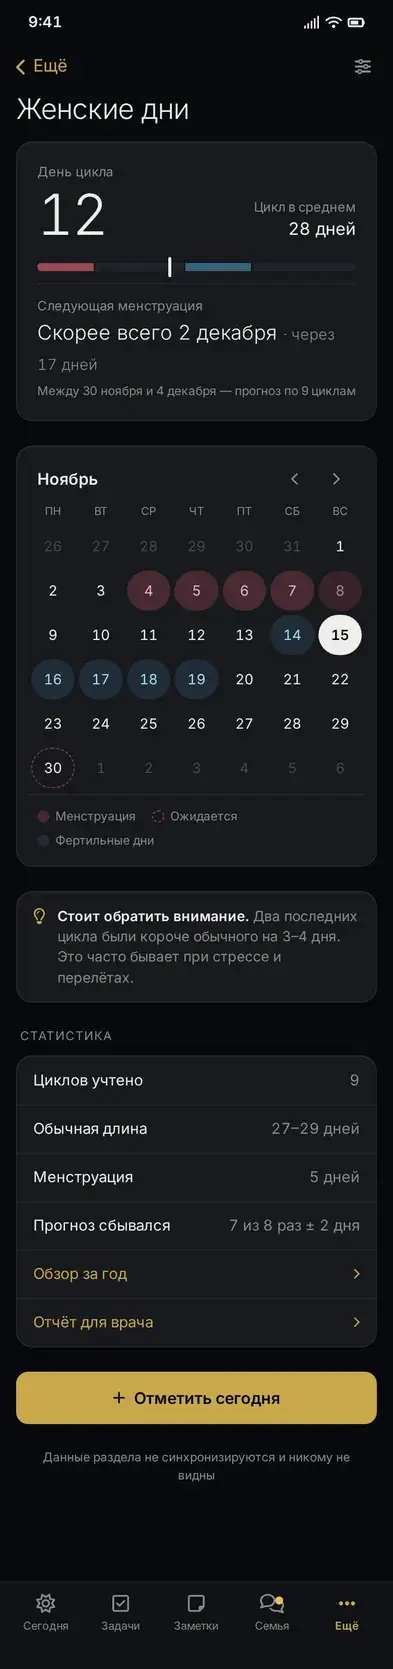 9:41
Ещё
Женские дни
День цикла
12
Цикл в среднем
28 дней
Следующая менструация
Скорее всего 2 декабря · через
17 дней
Между 30 ноября и 4 декабря — прогноз по 9 циклам
Ноябрь
ПН ВТ СР ЧТ ПТ СБ ВС
26 27 28 29 30 31 1
2 3 4 5 6 7 8
9 10 11 12 13 14 15
16 17 18 19 20 21 22
23 24 25 26 27 28 29
30 1 2 3 4 5 6
Менструация Ожидается
Фертильные дни
Стоит обратить внимание. Два последних
цикла были короче обычного на 3–4 дня.
Это часто бывает при стрессе и
перелётах.
СТАТИСТИКА
Циклов учтено 9
Обычная длина 27–29 дней
Менструация 5 дней
Прогноз сбывался 7 из 8 раз ± 2 дня
Обзор за год
Отчёт для врача
+ Отметить сегодня
Данные раздела не синхронизируются и никому не
видны
Сегодня Задачи Заметки Семья Ещё